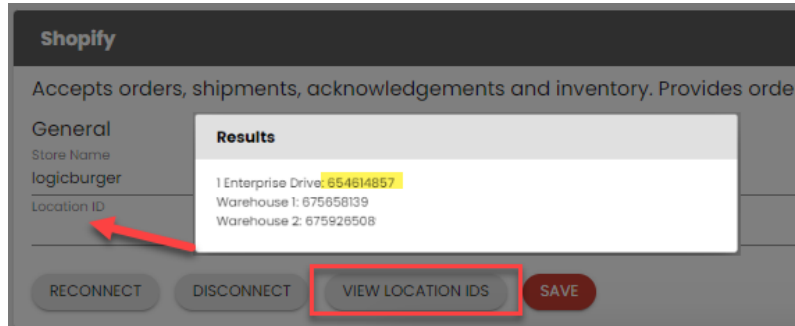 Shopify
Accepts orders, shipments, acknowledgements and inventory. Provides orde
General
Store Name
logicburger
Location ID
Results
1 Enterprise Drive: 654614857
Warehouse 1: 675658139
Warehouse 2: 675926508
RECONNECT DISCONNECT VIEW LOCATION IDS SAVE